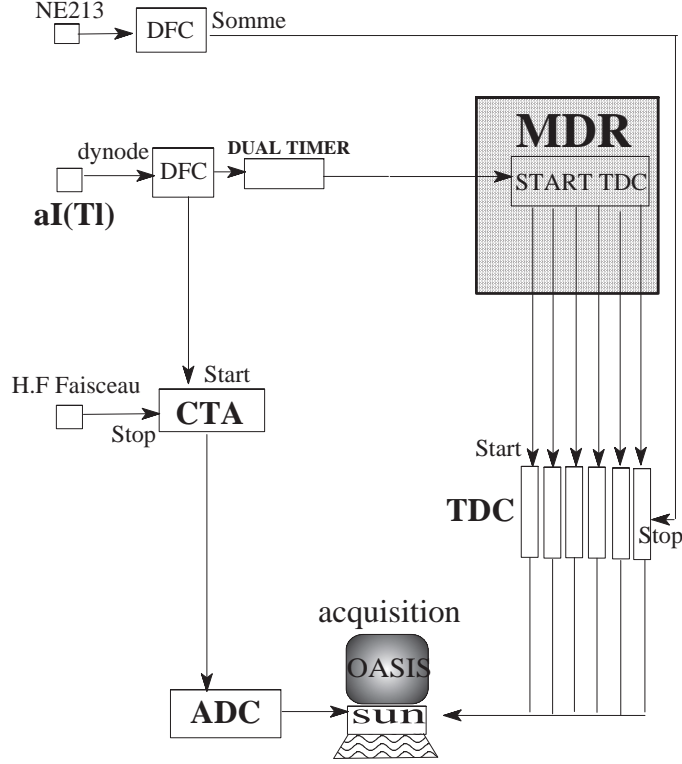 NE213
DFC
Somme
MDR
START TDC
dynode
DFC
DUAL TIMER
aI(Tl)
H.F Faisceau
Start
Stop
CTA
Start
TDC
Stop
acquisition
OASIS
sun
ADC